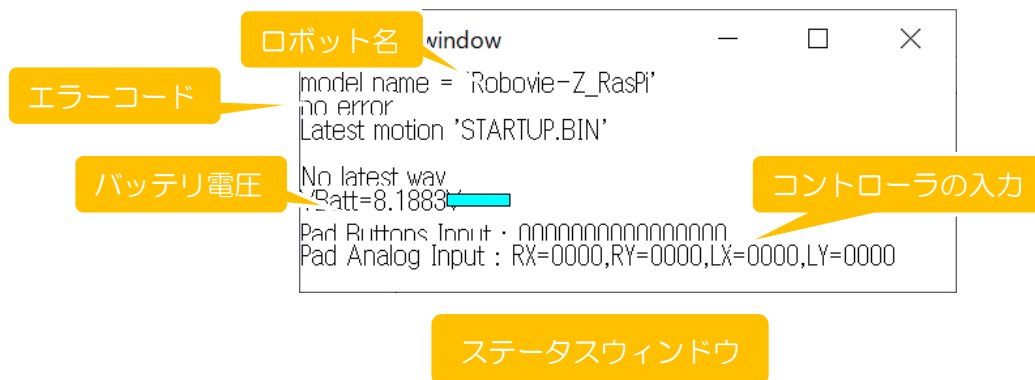 ロボット名
window
エラーコード
model name = 'Robovie-Z_RasPi'
no error
Latest motion 'STARTUP.BIN'
バッテリ電圧
No latest wav
VBatt=8.1883V
コントローラの入力
Pad Buttons Input : 0000000000000000
Pad Analog Input : RX=0000,RY=0000,LX=0000,LY=0000
ステータスウィンドウ